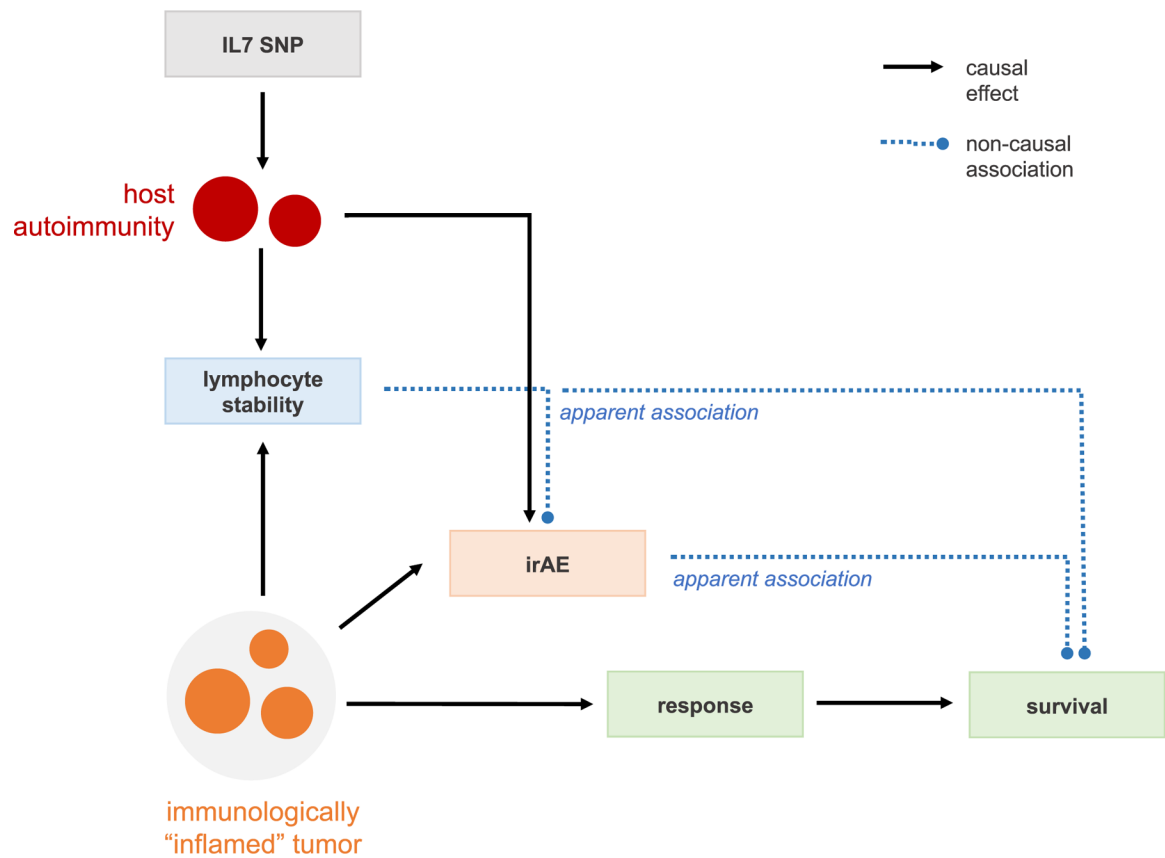 IL7 SNP
causal
effect
non-causal
association
host
autoimmunity
lymphocyte
stability
apparent association
irAE
apparent association
response
survival
immunologically
“inflamed” tumor